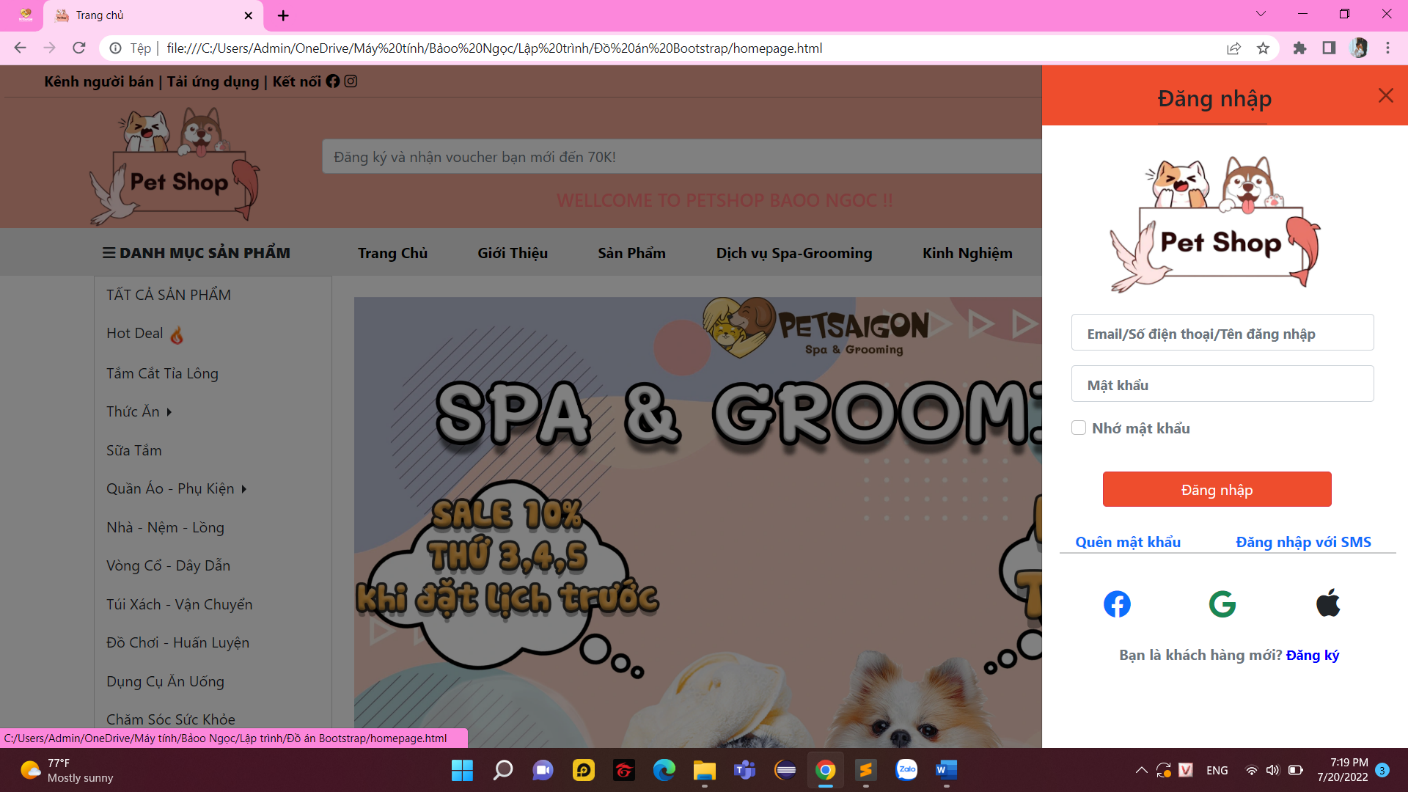 Trang chủ
Tệp
file:///C:/Users/Admin/OneDrive/Máy%20tính/Bảoo%20Ngọc/Lập%20trình/Đồ%20án%20Bootstrap/homepage.html
Kênh người bán | Tải ứng dụng | Kết nối
Pet Shop
Đăng ký và nhận voucher bạn mới đến 70K!
WELLCOME TO PETSHOP BAOO NGOC !!
DANH MỤC SẢN PHẨM
Trang Chủ
Giới Thiệu
Sản Phẩm
Dịch vụ Spa-Grooming
Kinh Nghiệm
TẤT CẢ SẢN PHẨM
Hot Deal
Tắm Cắt Tỉa Lông
Thức Ăn
Sữa Tắm
Quần Áo - Phụ Kiện
Nhà - Nệm - Lồng
Vòng Cổ - Dây Dẫn
Túi Xách - Vận Chuyển
Đồ Chơi - Huấn Luyện
Dụng Cụ Ăn Uống
Chăm Sóc Sức Khỏe
PETSAIGON
Spa & Grooming
SPA & GROOMI
SALE 10%
THỨ 3,4,5
khi đặt lịch trước
Đăng nhập
Pet Shop
Email/Số điện thoại/Tên đăng nhập
Mật khẩu
Nhớ mật khẩu
Đăng nhập
Quên mật khẩu
Đăng nhập với SMS
Bạn là khách hàng mới? Đăng ký
C:/Users/Admin/OneDrive/Máy tính/Bảoo Ngọc/Lập trình/Đồ án Bootstrap/homepage.html
77°F
Mostly sunny
Zalo
ENG
7:19 PM
7/20/2022
3